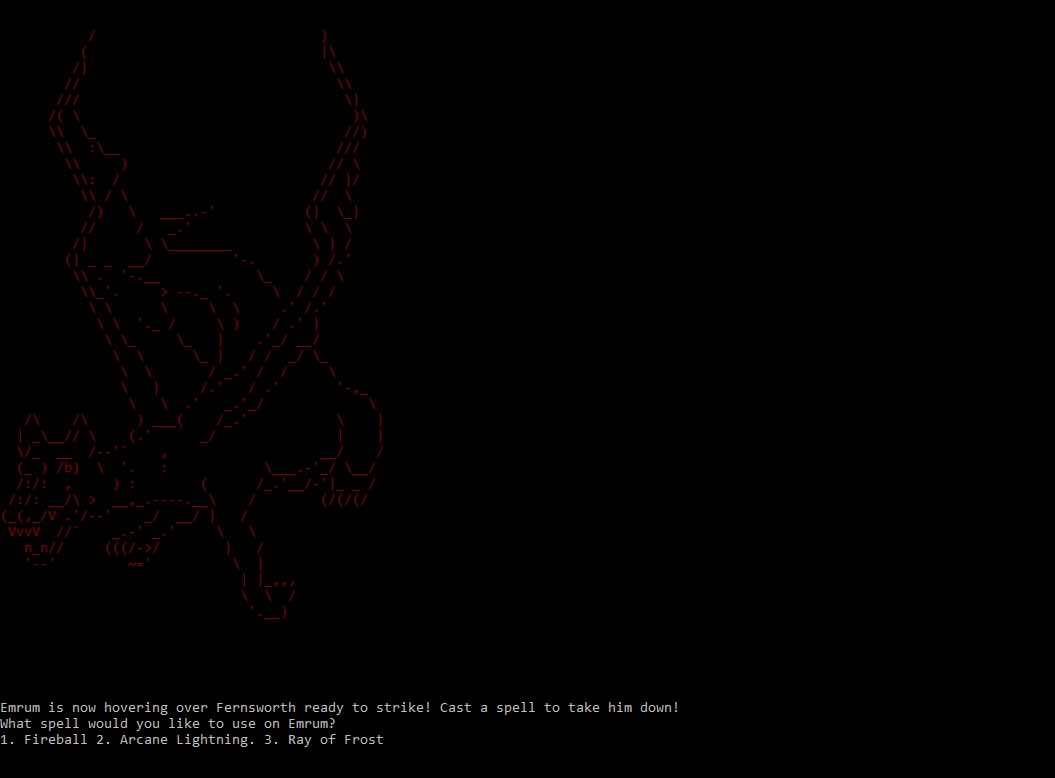 Emrum is now hovering over Fernsworth ready to strike! Cast a spell to take him down!
What spell would you like to use on Emrum?
1. Fireball 2. Arcane Lightning. 3. Ray of Frost